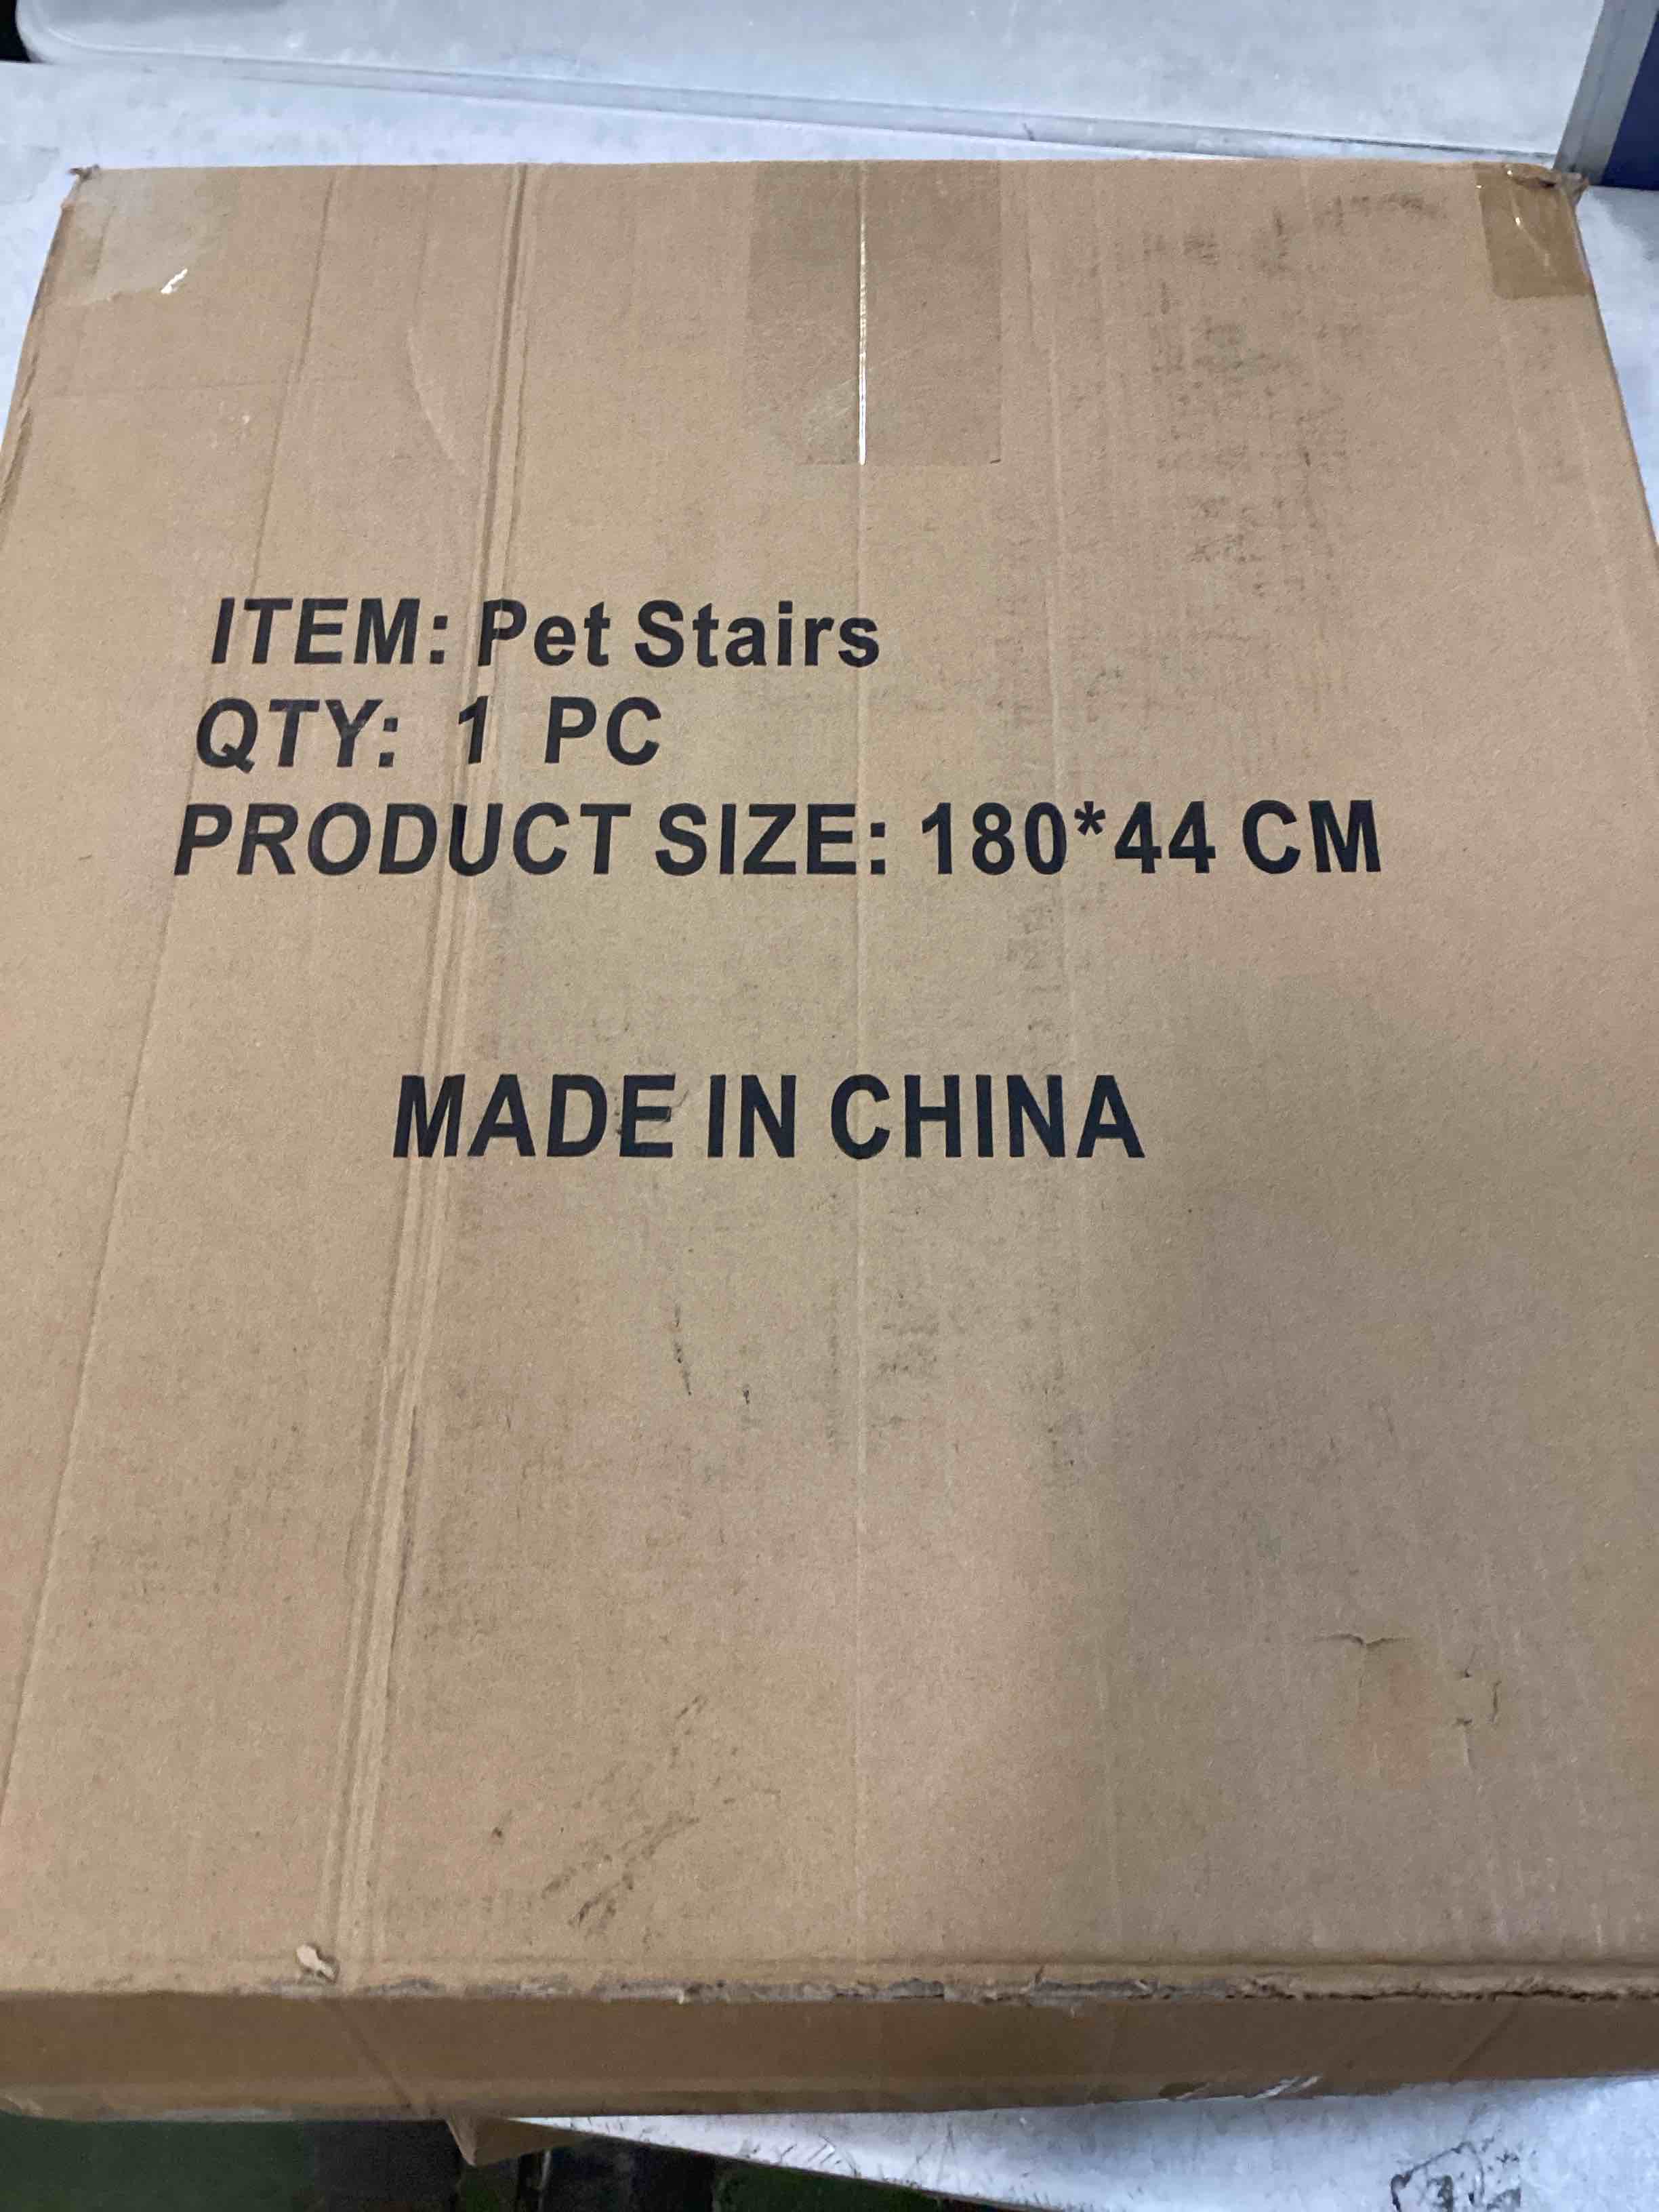 ITEM: Pet Stairs
QTY: 1 PC
PRODUCT SIZE: 180*44 CM
MADE IN CHINA